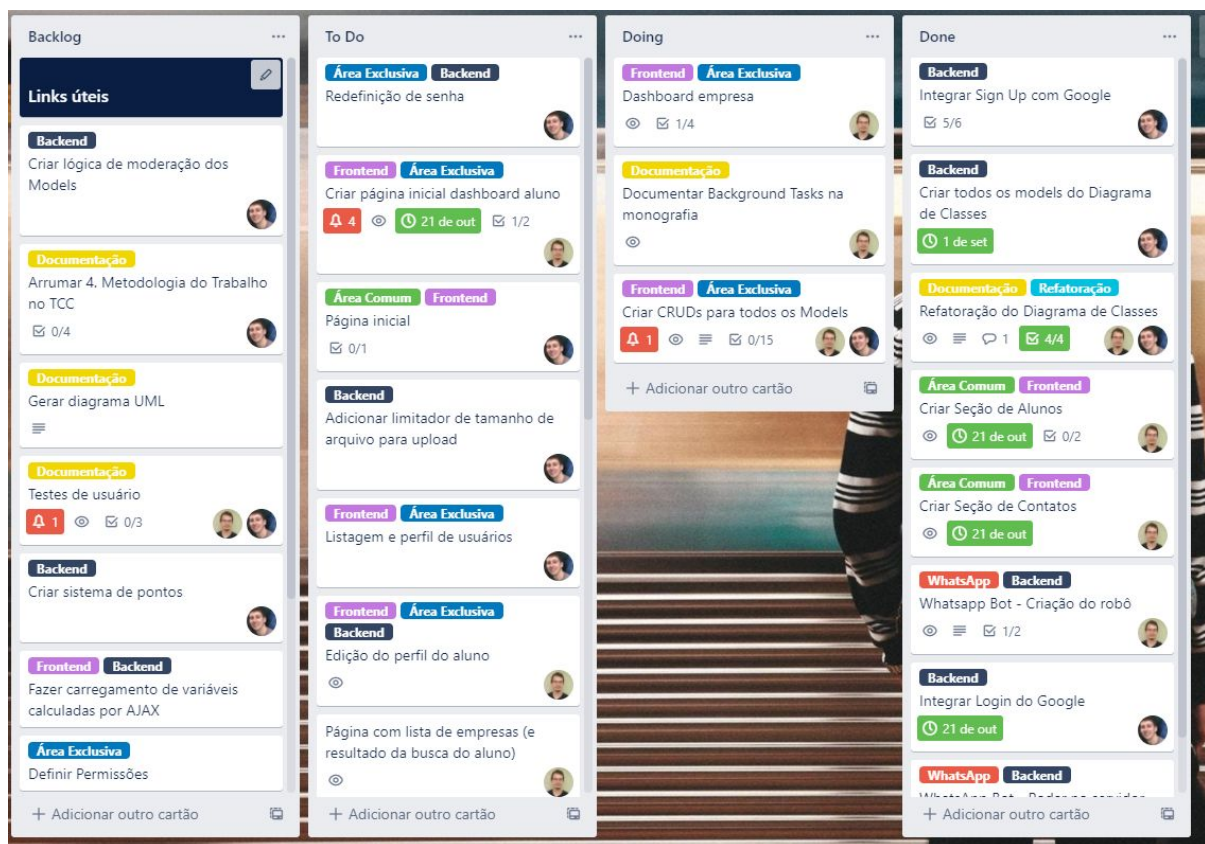 Backlog
Links úteis
Backend
Criar lógica de moderação dos
Models
Documentação
Arrumar 4. Metodologia do Trabalho
no TCC
0/4
Documentação
Gerar diagrama UML
Documentação
Testes de usuário
1 0/3
Backend
Criar sistema de pontos
Frontend Backend
Fazer carregamento de variáveis
calculadas por AJAX
Área Exclusiva
Definir Permissões
+ Adicionar outro cartão
To Do
Área Exclusiva Backend
Redefinição de senha
Frontend Área Exclusiva
Criar página inicial dashboard aluno
4 21 de out 1/2
Área Comum Frontend
Página inicial
0/1
Backend
Adicionar limitador de tamanho de
arquivo para upload
Frontend Área Exclusiva
Listagem e perfil de usuários
Frontend Área Exclusiva
Backend
Edição do perfil do aluno
Página com lista de empresas (e
resultado da busca do aluno)
+ Adicionar outro cartão
Doing
Frontend Área Exclusiva
Dashboard empresa
1/4
Documentação
Documentar Background Tasks na
monografia
Frontend Área Exclusiva
Criar CRUDs para todos os Models
1 0/15
+ Adicionar outro cartão
Done
Backend
Integrar Sign Up com Google
5/6
Backend
Criar todos os models do Diagrama
de Classes
1 de set
Documentação Refatoração
Refatoração do Diagrama de Classes
1 4/4
Área Comum Frontend
Criar Seção de Alunos
21 de out 0/2
Área Comum Frontend
Criar Seção de Contatos
21 de out
WhatsApp Backend
Whatsapp Bot - Criação do robô
1/2
Backend
Integrar Login do Google
21 de out
WhatsApp Backend
+ Adicionar outro cartão